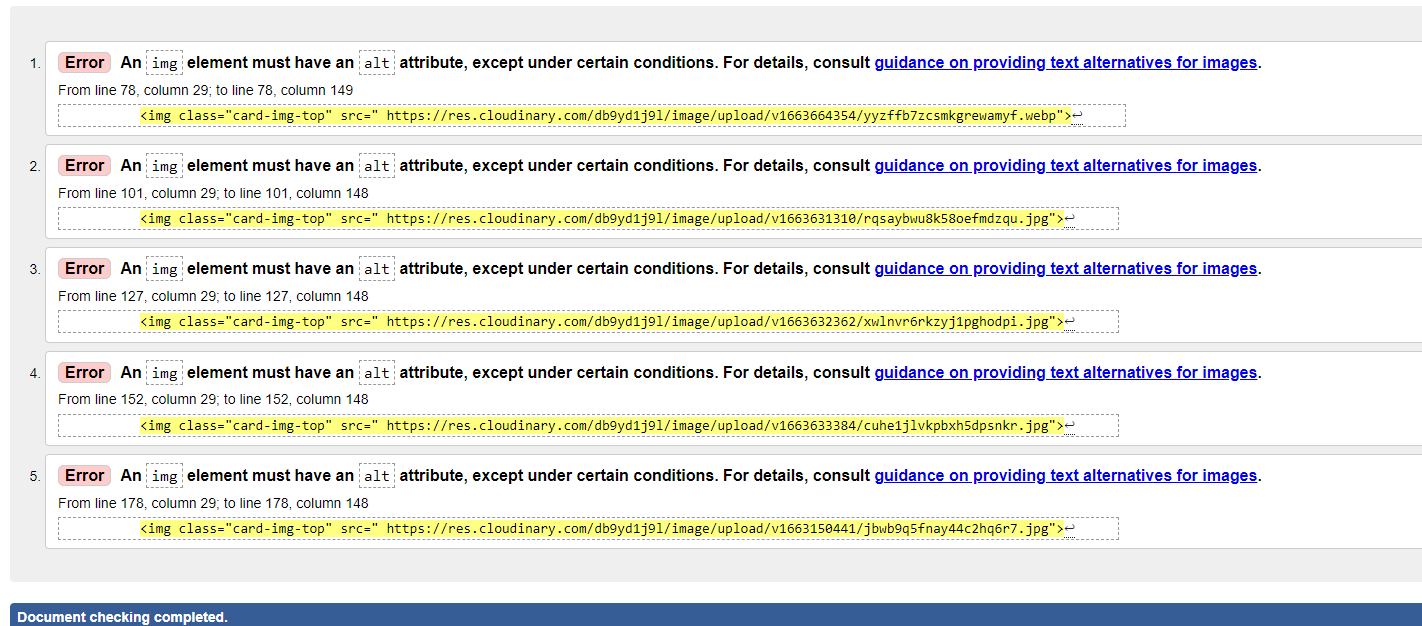 1. Error An img element must have an alt attribute, except under certain conditions. For details, consult guidance on providing text alternatives for images.
From line 78, column 29; to line 78, column 149
<img class="card-img-top" src=" https://res.cloudinary.com/db9yd1j9l/image/upload/v1663664354/yyzffb7zcsmkgrewamyf.webp">↩
2. Error An img element must have an alt attribute, except under certain conditions. For details, consult guidance on providing text alternatives for images.
From line 101, column 29; to line 101, column 148
<img class="card-img-top" src=" https://res.cloudinary.com/db9yd1j9l/image/upload/v1663631310/rqsaybwu8k58oefmdzqu.jpg">↩
3. Error An img element must have an alt attribute, except under certain conditions. For details, consult guidance on providing text alternatives for images.
From line 127, column 29; to line 127, column 148
<img class="card-img-top" src=" https://res.cloudinary.com/db9yd1j9l/image/upload/v1663632362/xwlnvr6rkzyj1pghodpi.jpg">↩
4. Error An img element must have an alt attribute, except under certain conditions. For details, consult guidance on providing text alternatives for images.
From line 152, column 29; to line 152, column 148
<img class="card-img-top" src=" https://res.cloudinary.com/db9yd1j9l/image/upload/v1663633384/cuhe1jlvkpbxh5dpsnkr.jpg">↩
5. Error An img element must have an alt attribute, except under certain conditions. For details, consult guidance on providing text alternatives for images.
From line 178, column 29; to line 178, column 148
<img class="card-img-top" src=" https://res.cloudinary.com/db9yd1j9l/image/upload/v1663150441/jbwb9q5fnay44c2hq6r7.jpg">↩
Document checking completed.